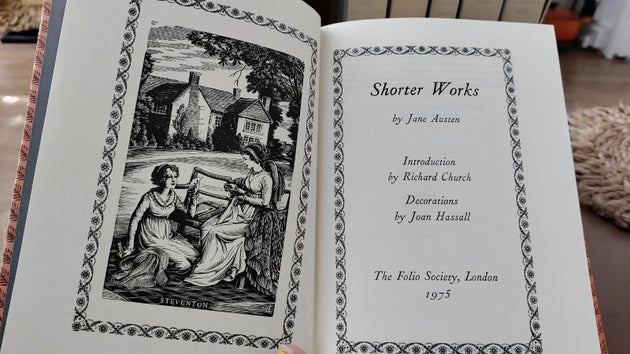 STEVENTON
Shorter Works
by Jane Austen
Introduction
by Richard Church
Decorations
by Joan Hassall
The Folio Society, London
1975